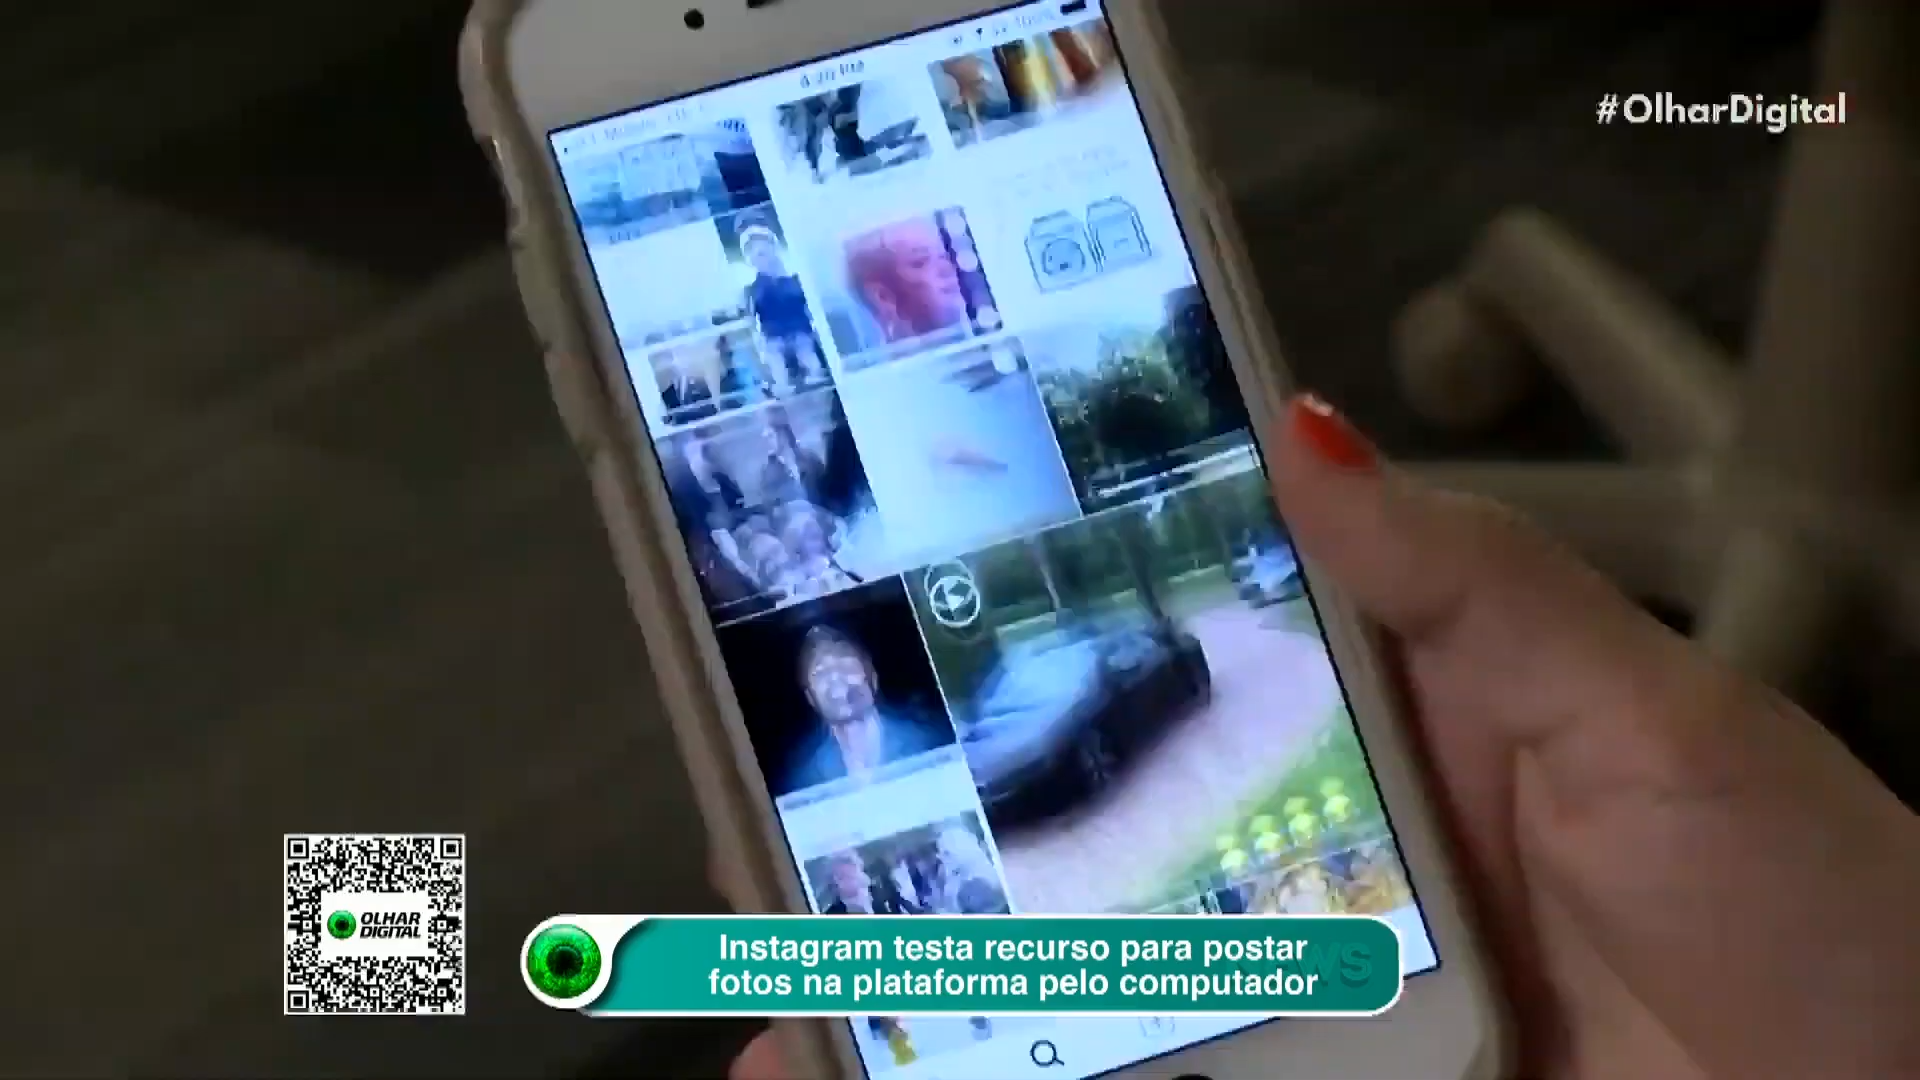 #OlharDigital
OLHAR
DIGITAL
Instagram testa recurso para postar
fotos na plataforma pelo computador